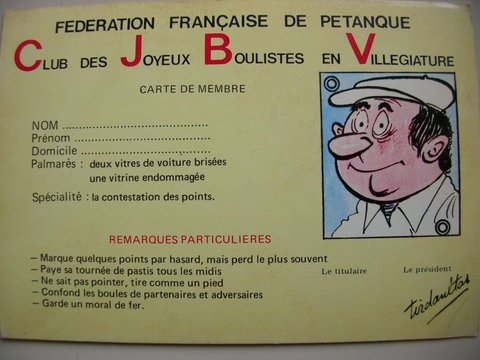 FEDERATION FRANÇAISE DE PETANQUE
CLUB DES JOYEUX BOULISTES EN VILLEGIATURE
CARTE DE MEMBRE
NOM ........................................
Prénom .....................................
Domicile ...................................
Palmarès : deux vitres de voiture brisées
une vitrine endommagée
Spécialité : la contestation des points.
REMARQUES PARTICULIERES
— Marque quelques points par hasard, mais perd le plus souvent
— Paye sa tournée de pastis tous les midis
— Ne sait pas pointer, tire comme un pied
— Confond les boules de partenaires et adversaires
— Garde un moral de fer.
Le titulaire Le président
tirdaultas